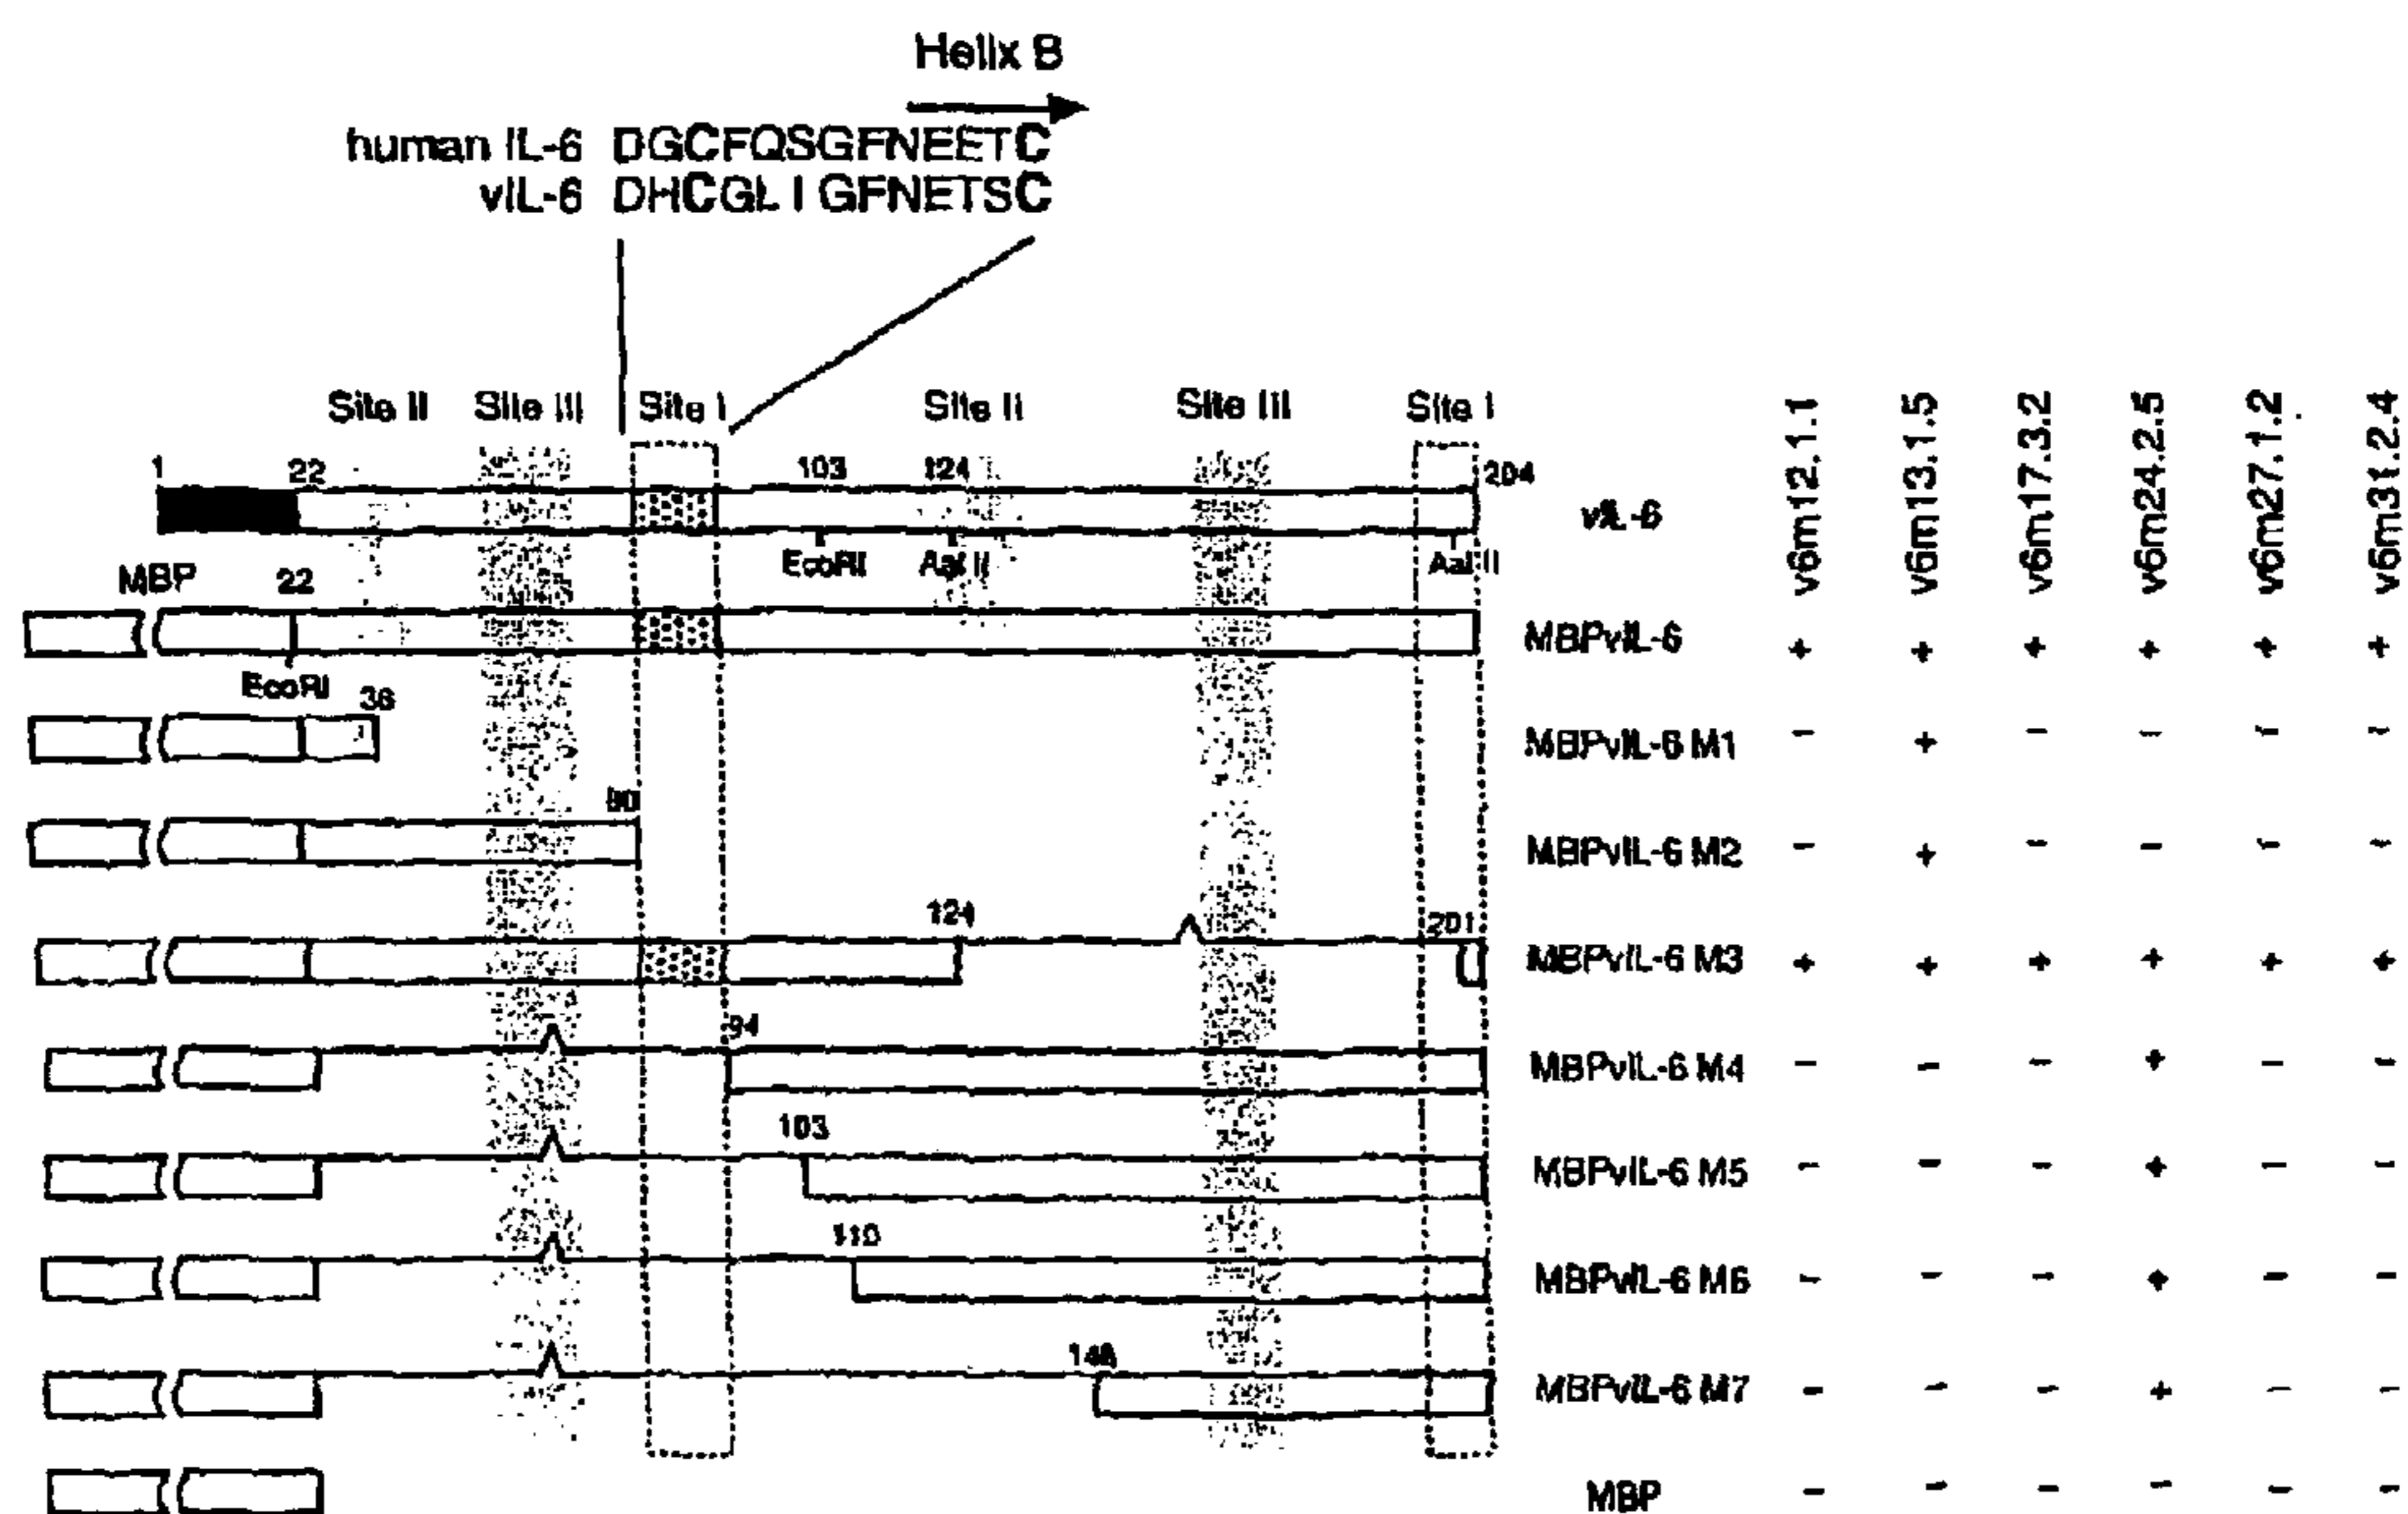 Helix B
human IL-6 DGCFQSGFNEETC
vIL-6 DHCGLIGFNETSC
Site II Site III Site I Site II Site III Site I
v6m12.1.1 v6m13.1.5 v6m17.3.2 v6m24.2.5 v6m27.1.2 v6m31.2.4
1 22 103 124 204
vIL-6
EcoRI Aat II Aat II
MBP 22
MBPvIL-6 + + + + + +
EcoRI 36
MBPvIL-6 M1 - + - - - -
90
MBPvIL-6 M2 - + - - - -
124 201
MBPvIL-6 M3 + + + + + +
94
MBPvIL-6 M4 - - - + - -
103
MBPvIL-6 M5 - - - + - -
110
MBPvIL-6 M6 - - - + - -
MBPvIL-6 M7 - - - + - -
MBP - - - - - -